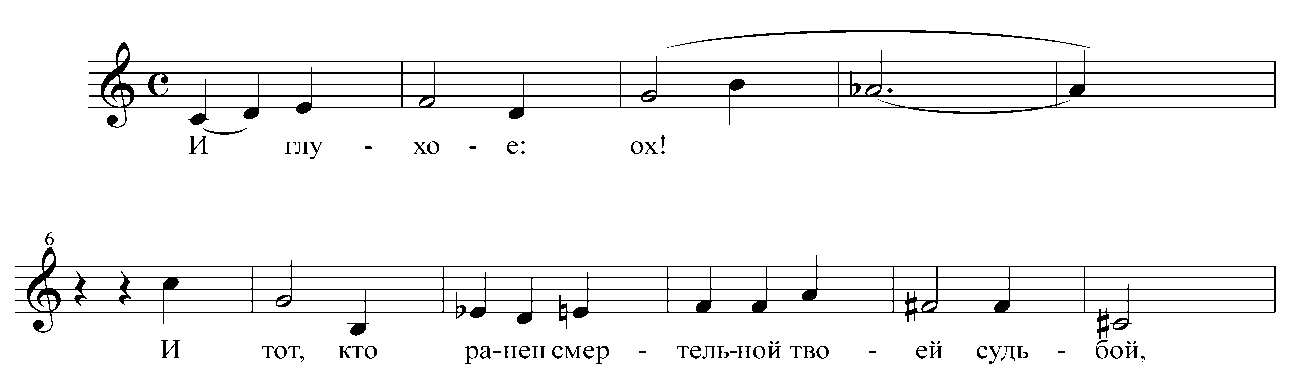 И глу - хо - е: ох!
6
И тот, кто ра-нен смер - тель-ной тво - ей судь - бой,